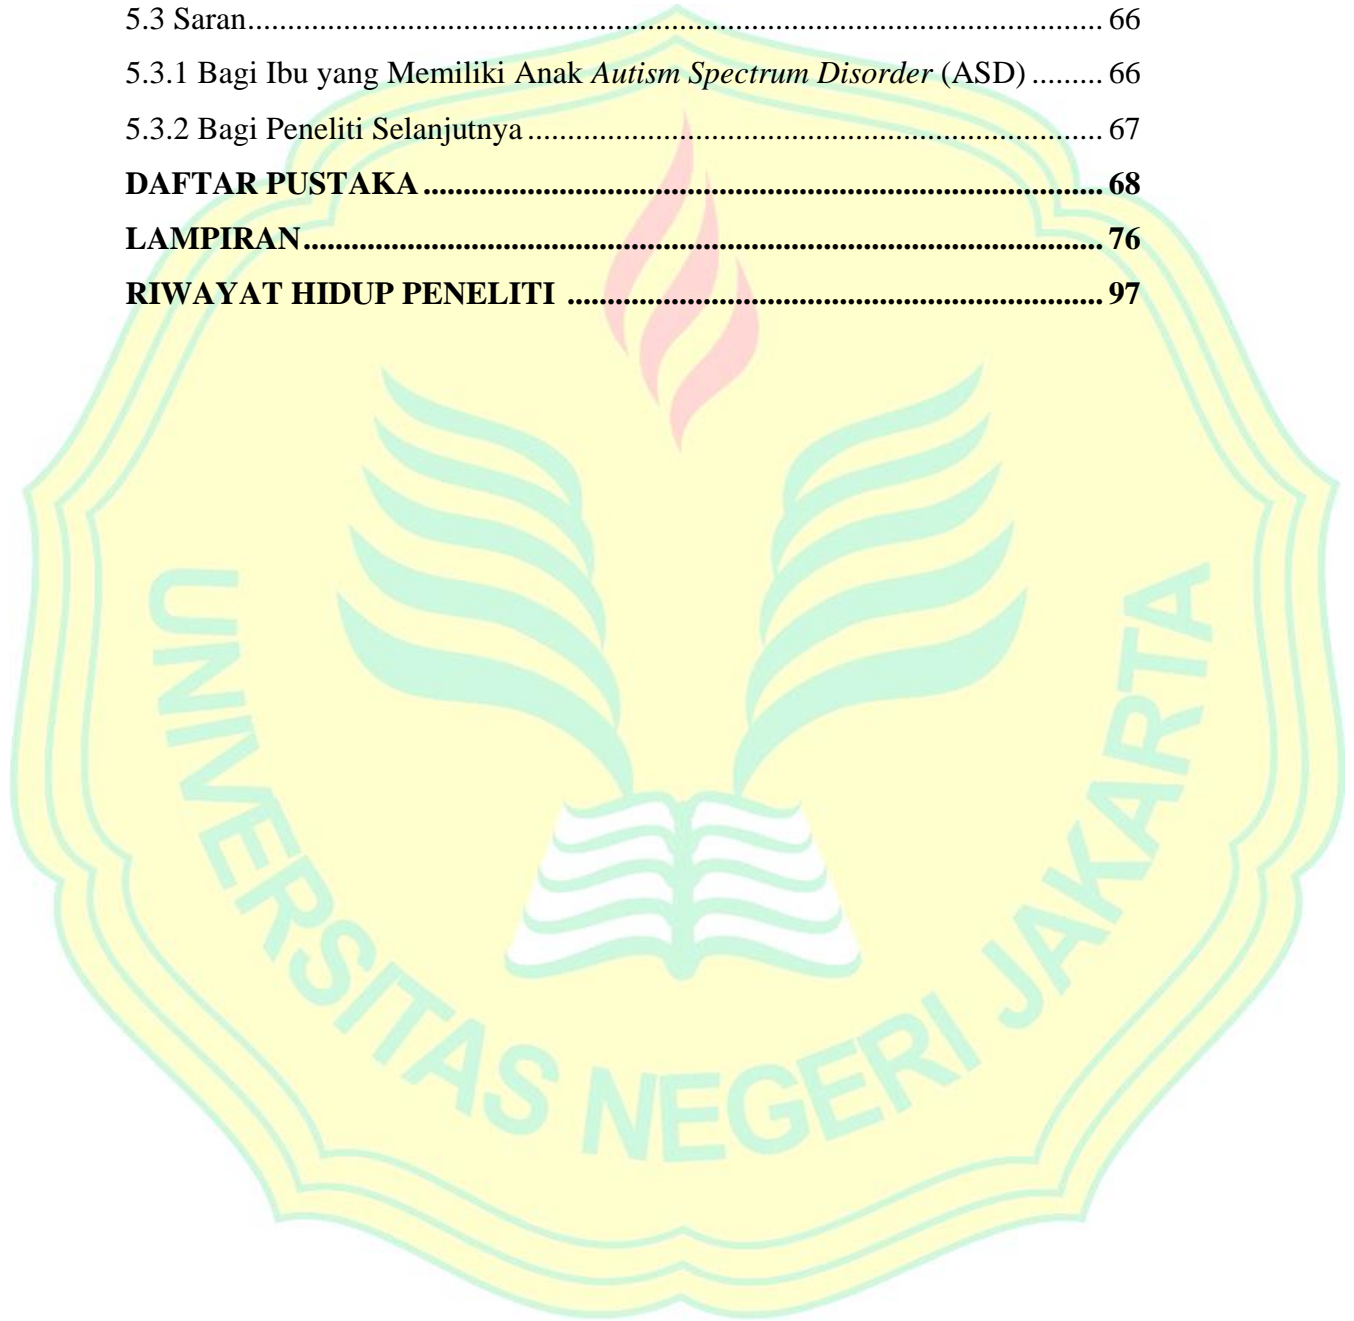 5.3 Saran........................................................................................................... 66
5.3.1 Bagi Ibu yang Memiliki Anak Autism Spectrum Disorder (ASD) ......... 66
5.3.2 Bagi Peneliti Selanjutnya ........................................................................ 67
DAFTAR PUSTAKA ..................................................................................... 68
LAMPIRAN.................................................................................................... 76
RIWAYAT HIDUP PENELITI ................................................................... 97
UNIVERSITAS NEGERI JAKARTA